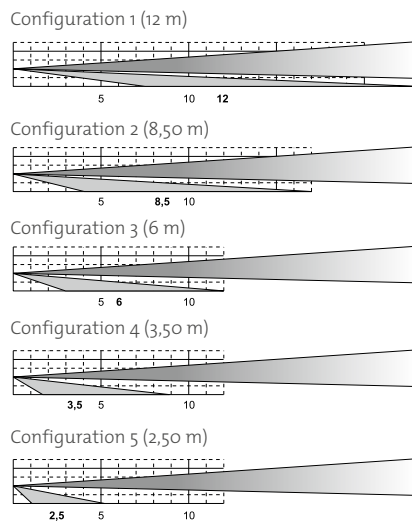 Configuration 1 (12 m)
5 10 12
Configuration 2 (8,50 m)
5 8,5 10
Configuration 3 (6 m)
5 6 10
Configuration 4 (3,50 m)
3,5 5 10
Configuration 5 (2,50 m)
2,5 5 10